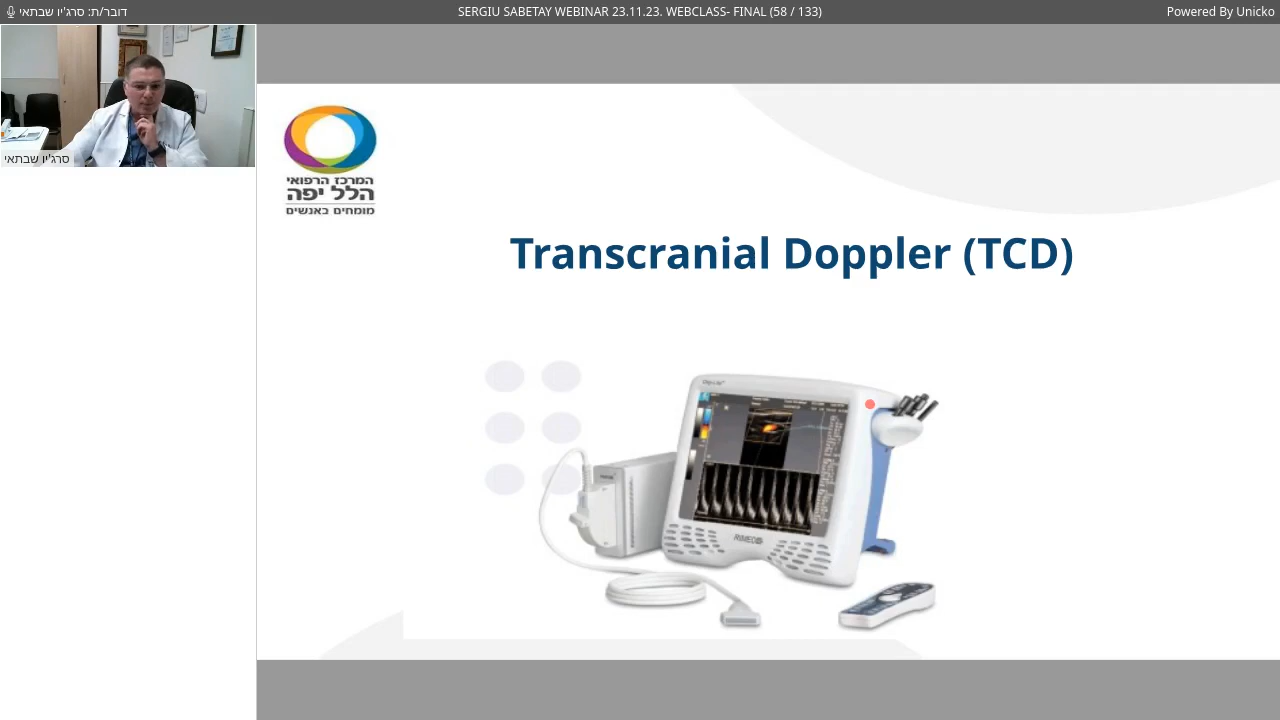 דובר/ת: סרג'יו שבתאי
SERGIU SABETAY WEBINAR 23.11.23. WEBCLASS- FINAL (58 / 133)
Powered By Unicko
סרג'יו שבתאי
המרכז הרפואי
הלל יפה
מומחים באנשים
Transcranial Doppler (TCD)
RIMED